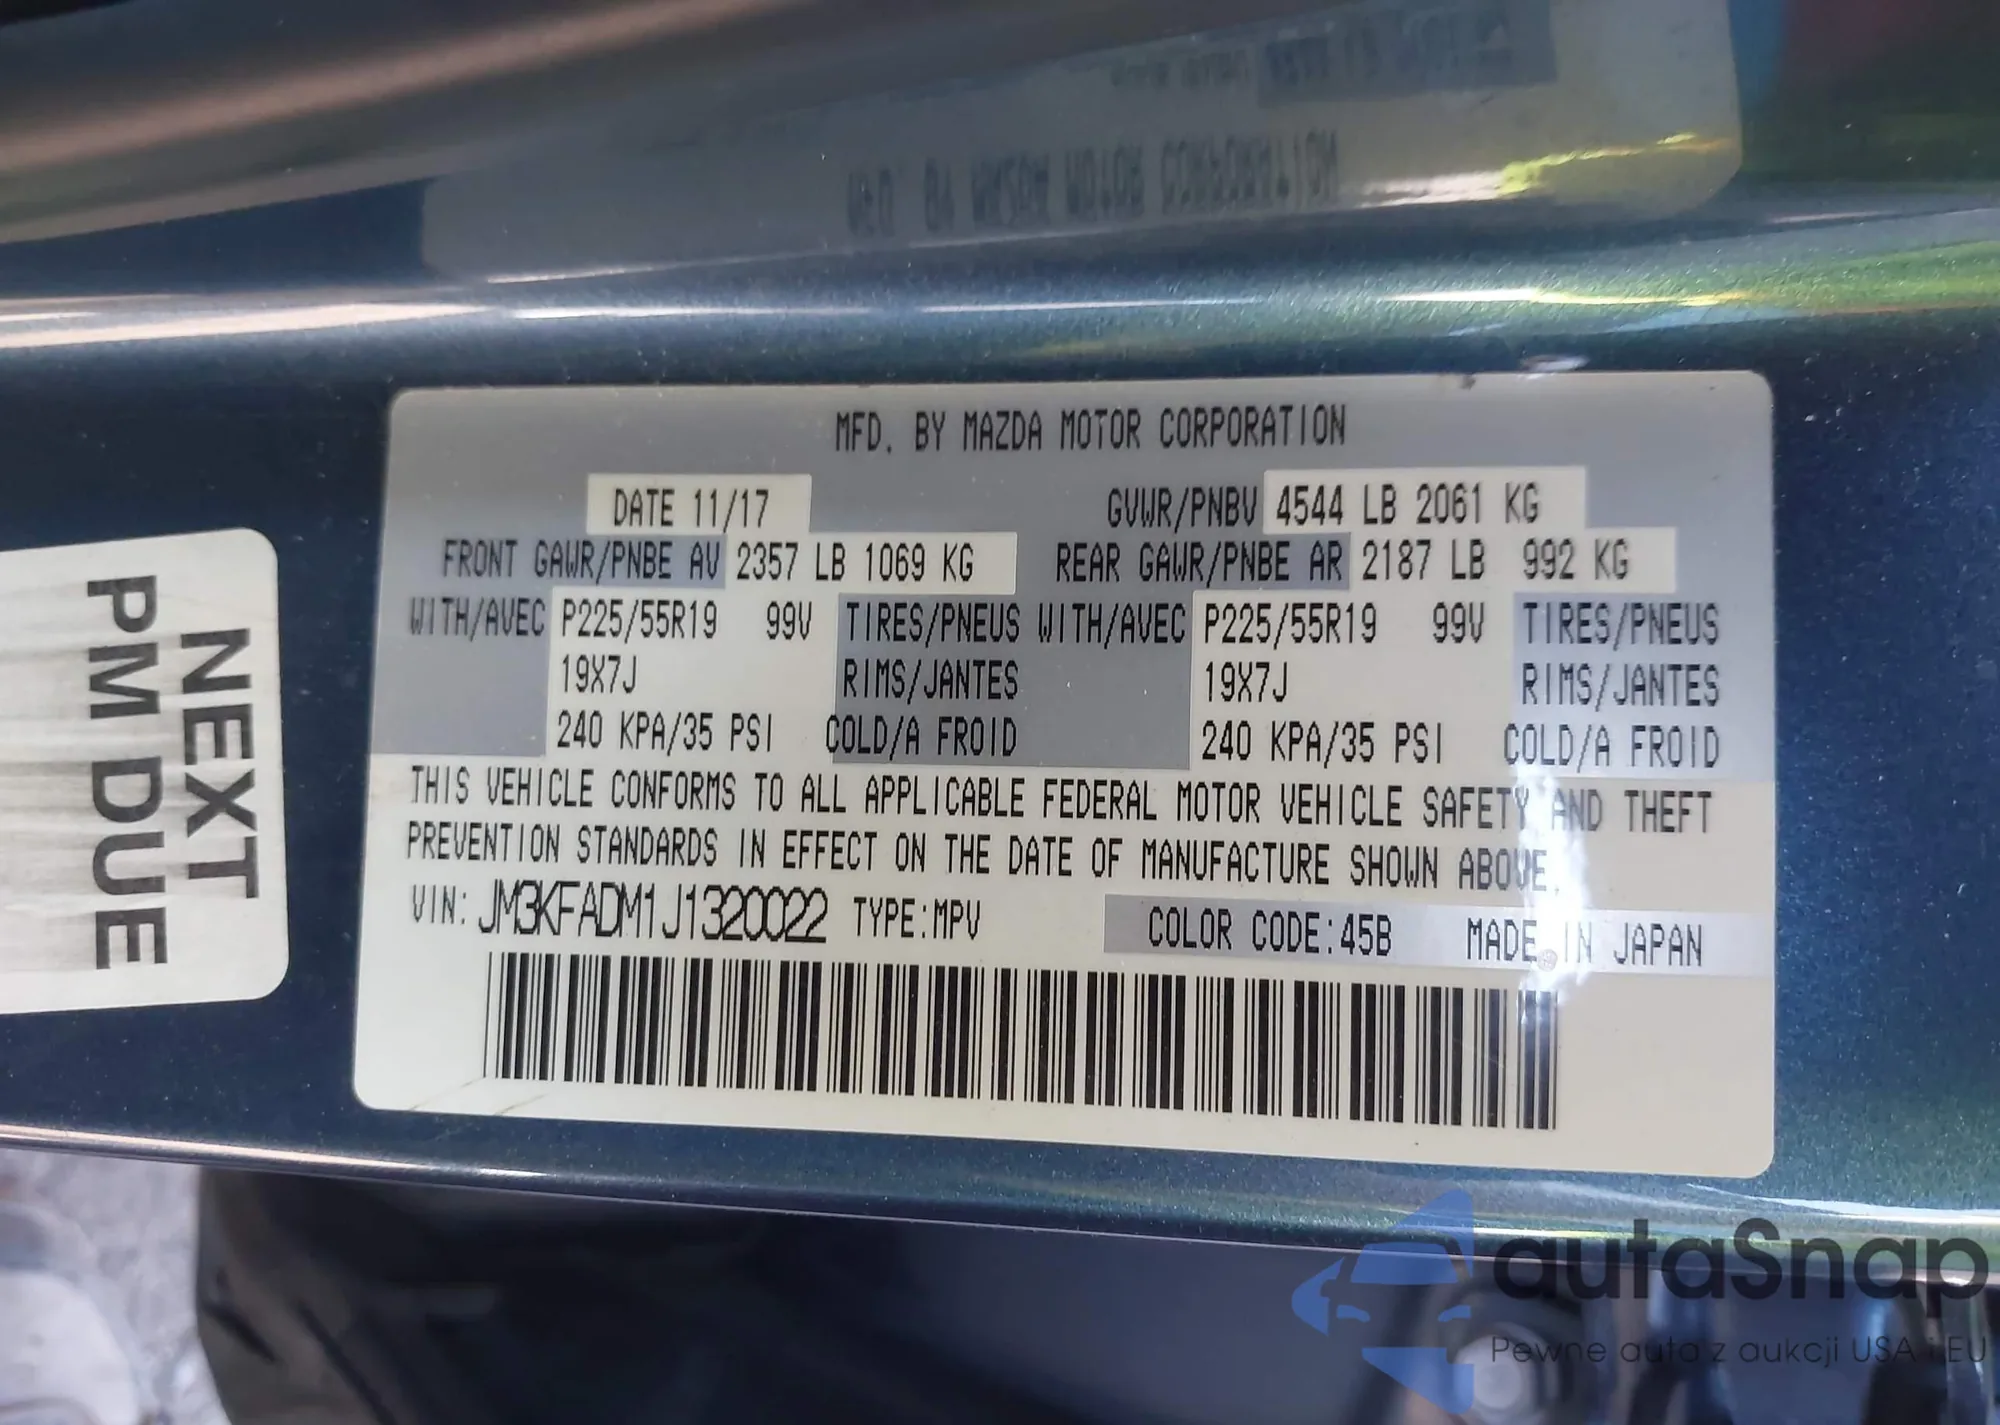 MFD. BY MAZDA MOTOR CORPORATION
DATE 11/17 GVWR/PNBV 4544 LB 2061 KG
FRONT GAWR/PNBE AV 2357 LB 1069 KG REAR GAWR/PNBE AR 2187 LB 992 KG
WITH/AVEC P225/55R19 99V TIRES/PNEUS WITH/AVEC P225/55R19 99V TIRES/PNEUS
19X7J RIMS/JANTES 19X7J RIMS/JANTES
240 KPA/35 PSI COLD/A FROID 240 KPA/35 PSI COLD/A FROID
THIS VEHICLE CONFORMS TO ALL APPLICABLE FEDERAL MOTOR VEHICLE SAFETY AND THEFT
PREVENTION STANDARDS IN EFFECT ON THE DATE OF MANUFACTURE SHOWN ABOVE.
VIN: JM3KFADM1J1320022 TYPE:MPV COLOR CODE:45B MADE IN JAPAN
NEXT
PM DUE
autaSnap
Pewne auta z aukcji USA i EU